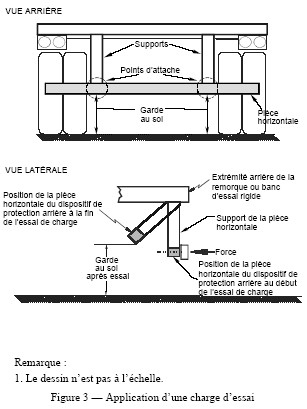 VUE ARRIÈRE
Supports
Points d'attache
Garde
au sol
Pièce
horizontale
VUE LATÉRALE
Extrémité arrière de la
remorque ou banc
d'essai rigide
Position de la pièce
horizontale du dispositif de
protection arrière à la fin
de l'essai de charge
Support de la pièce
horizontale
Force
Garde
au sol
après essai
Position de la pièce
horizontale du dispositif de
protection arrière au début
de l'essai de charge
Remarque :
1. Le dessin n'est pas à l'échelle.
Figure 3 — Application d'une charge d'essai